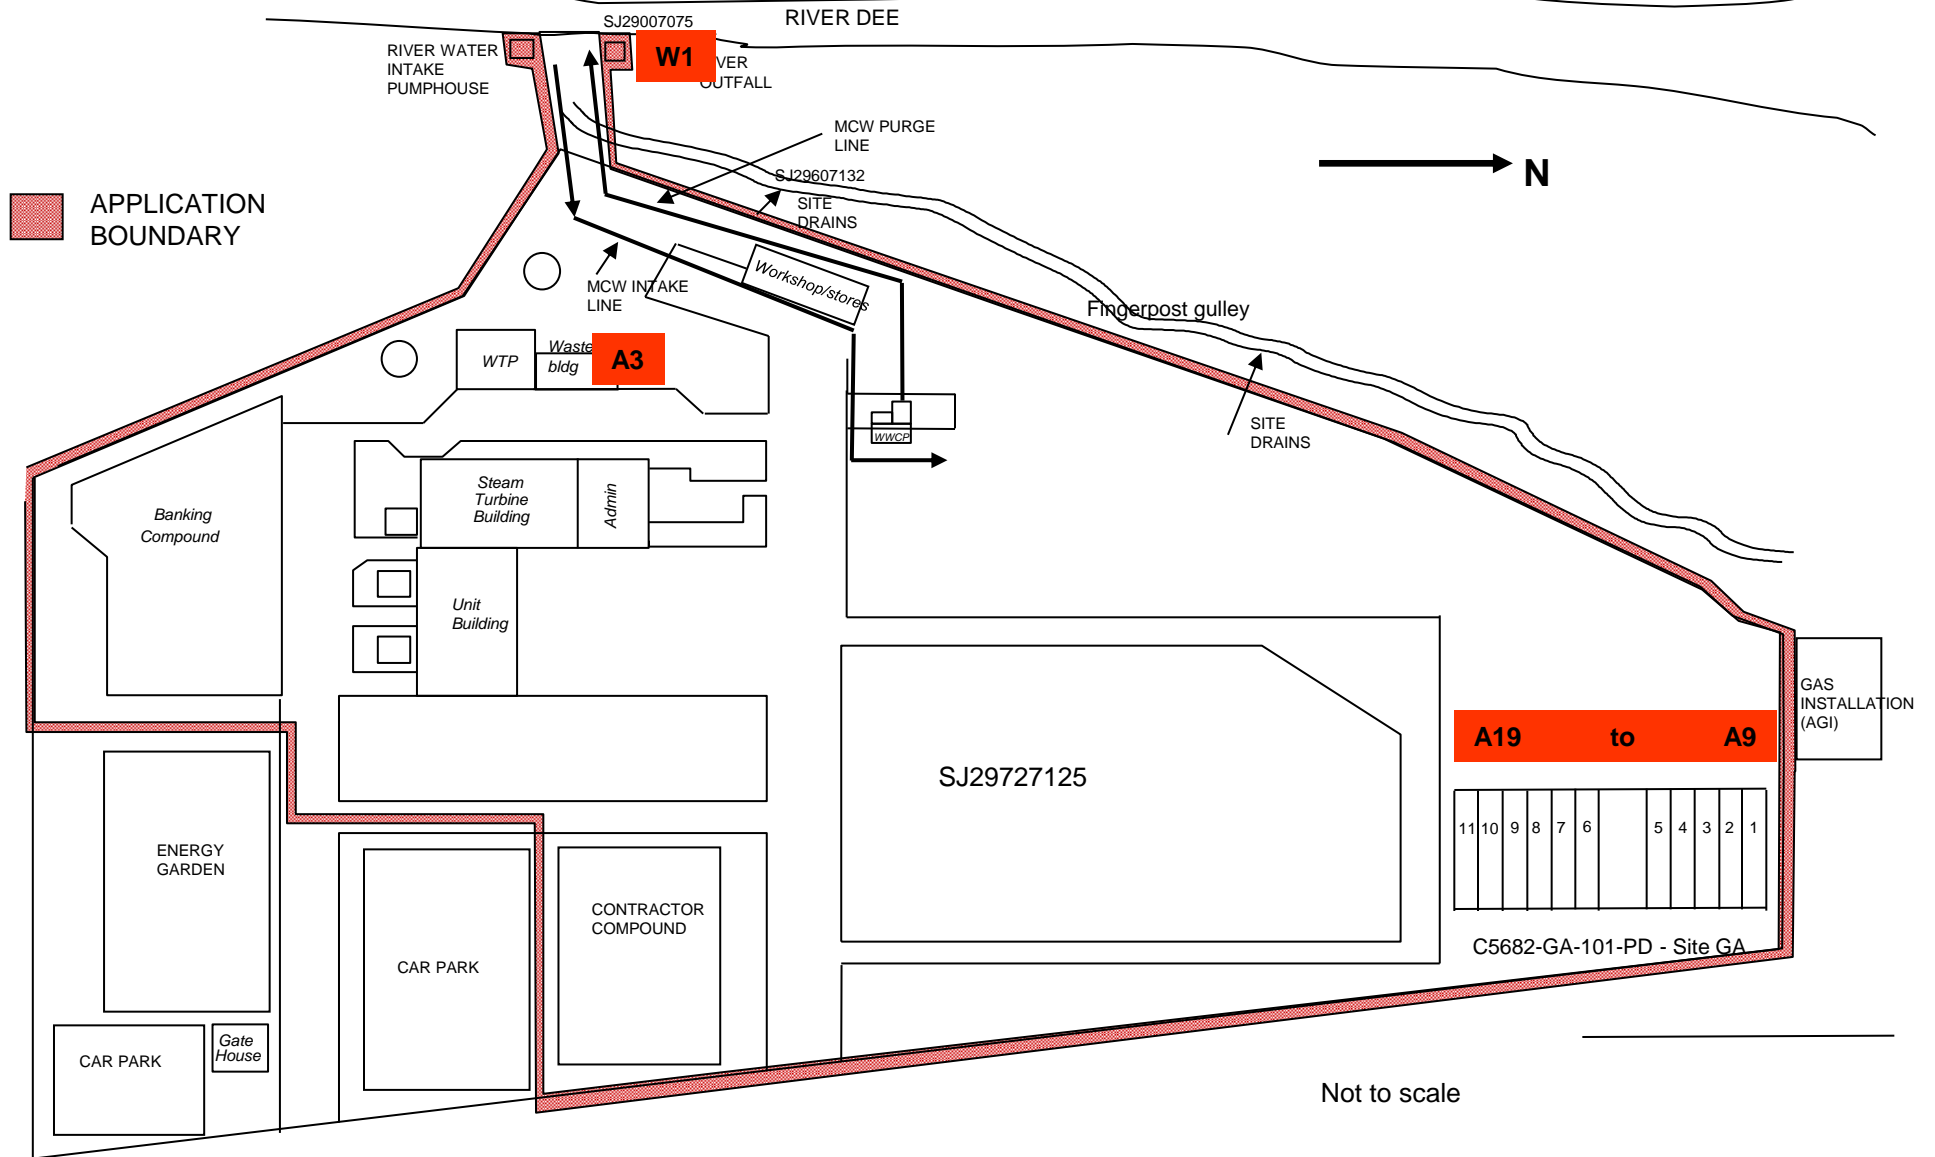 SJ29007075
RIVER DEE
RIVER WATER
INTAKE
PUMPHOUSE
W1
VER
OUTFALL
MCW PURGE
LINE
SJ29607132
SITE
DRAINS
N
APPLICATION
BOUNDARY
MCW INTAKE
LINE
Workshop/stores
Fingerpost gulley
WTP
Waste
bldg
A3
SITE
DRAINS
WWCP
Banking
Compound
Steam
Turbine
Building
Admin
Unit
Building
GAS
INSTALLATION
(AGI)
A19 to A9
SJ29727125
11 10 9 8 7 6 5 4 3 2 1
C5682-GA-101-PD - Site GA
ENERGY
GARDEN
CAR PARK
CONTRACTOR
COMPOUND
CAR PARK
Gate
House
Not to scale